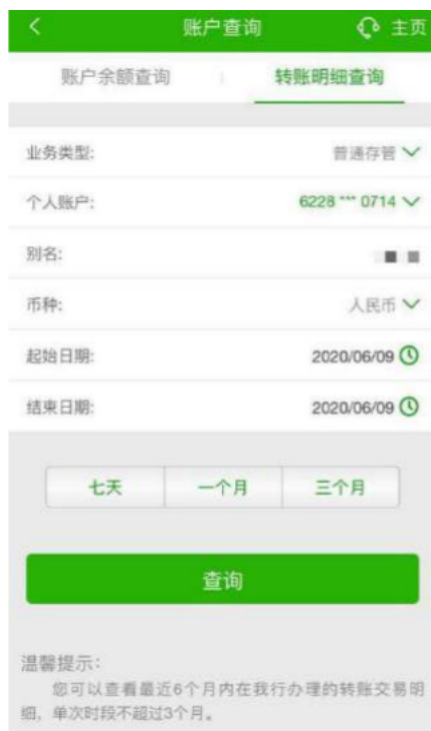 账户查询 主页
账户余额查询 转账明细查询
业务类型: 普通存管
个人账户: 6228 *** 0714
别名:
币种: 人民币
起始日期: 2020/06/09
结束日期: 2020/06/09
七天 一个月 三个月
查询
温馨提示:
您可以查看最近6个月内在我行办理的转账交易明
细，单次时段不超过3个月。